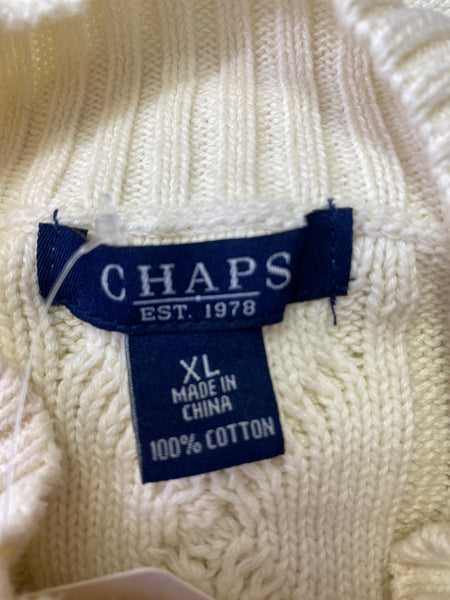 CHAPS
EST. 1978
XL
MADE IN
CHINA
100% COTTON